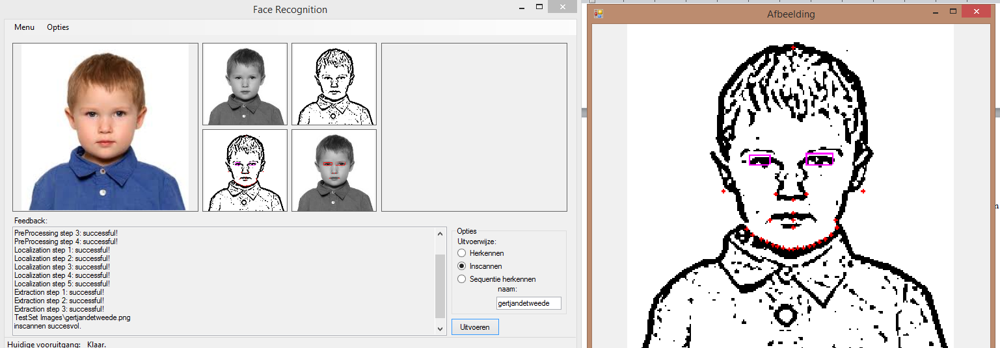 Face Recognition
Menu Opties
Feedback:
PreProcessing step 3: successful!
PreProcessing step 4: successful!
Localization step 1: successful!
Localization step 2: successful!
Localization step 3: successful!
Localization step 4: successful!
Localization step 5: successful!
Extraction step 1: successful!
Extraction step 2: successful!
Extraction step 3: successful!
TestSet Images\gertjandetweede.png
inscannen succesvol.
Opties
Uitvoerwijze:
Herkennen
Inscannen
Sequentie herkennen
naam:
gertjandetweede
Uitvoeren
Huidige vooruitgang: Klaar.
Afbeelding